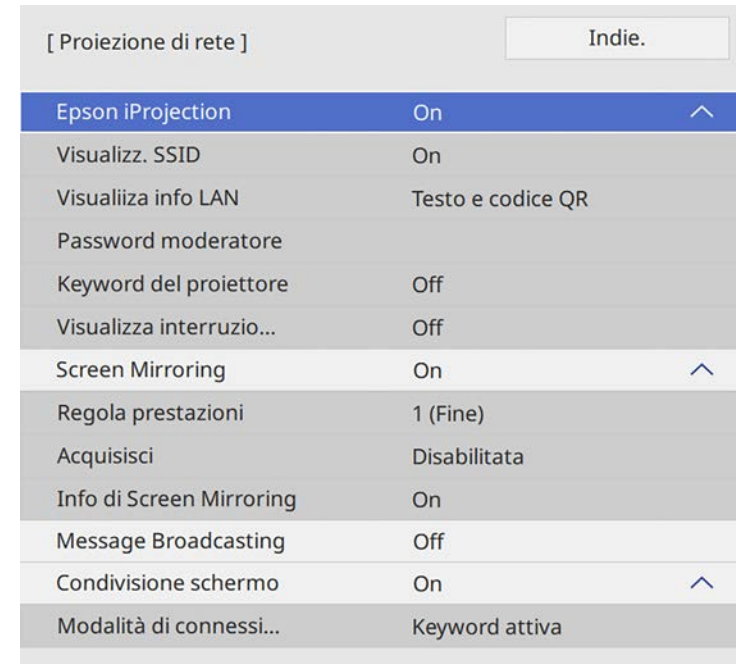 [ Proiezione di rete ]
Indie.
Epson iProjection On
Visualizz. SSID On
Visualiiza info LAN Testo e codice QR
Password moderatore
Keyword del proiettore Off
Visualizza interruzio... Off
Screen Mirroring On
Regola prestazioni 1 (Fine)
Acquisisci Disabilitata
Info di Screen Mirroring On
Message Broadcasting Off
Condivisione schermo On
Modalità di connessi... Keyword attiva